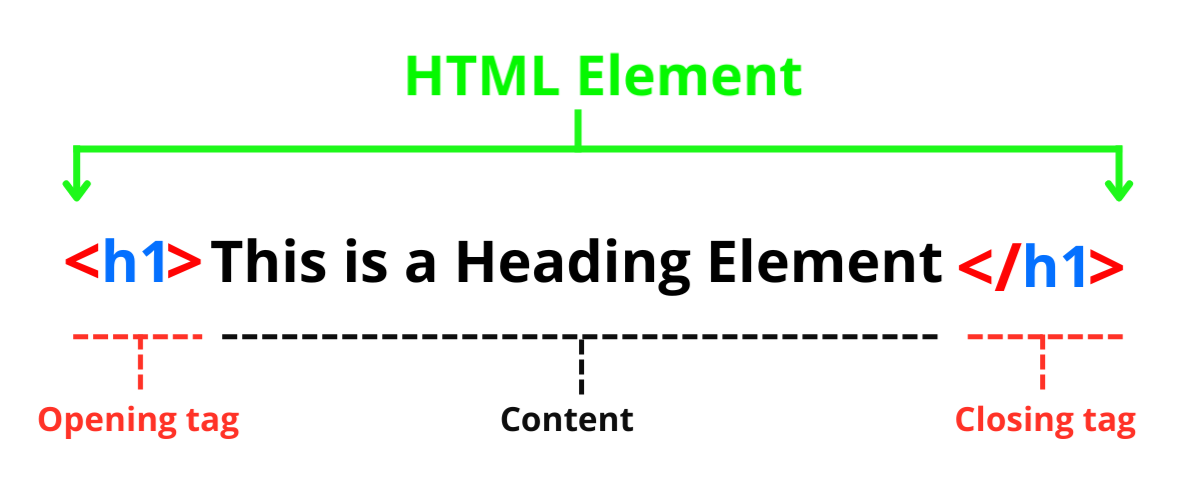 HTML Element
<h1> This is a Heading Element </h1>
Opening tag
Content
Closing tag